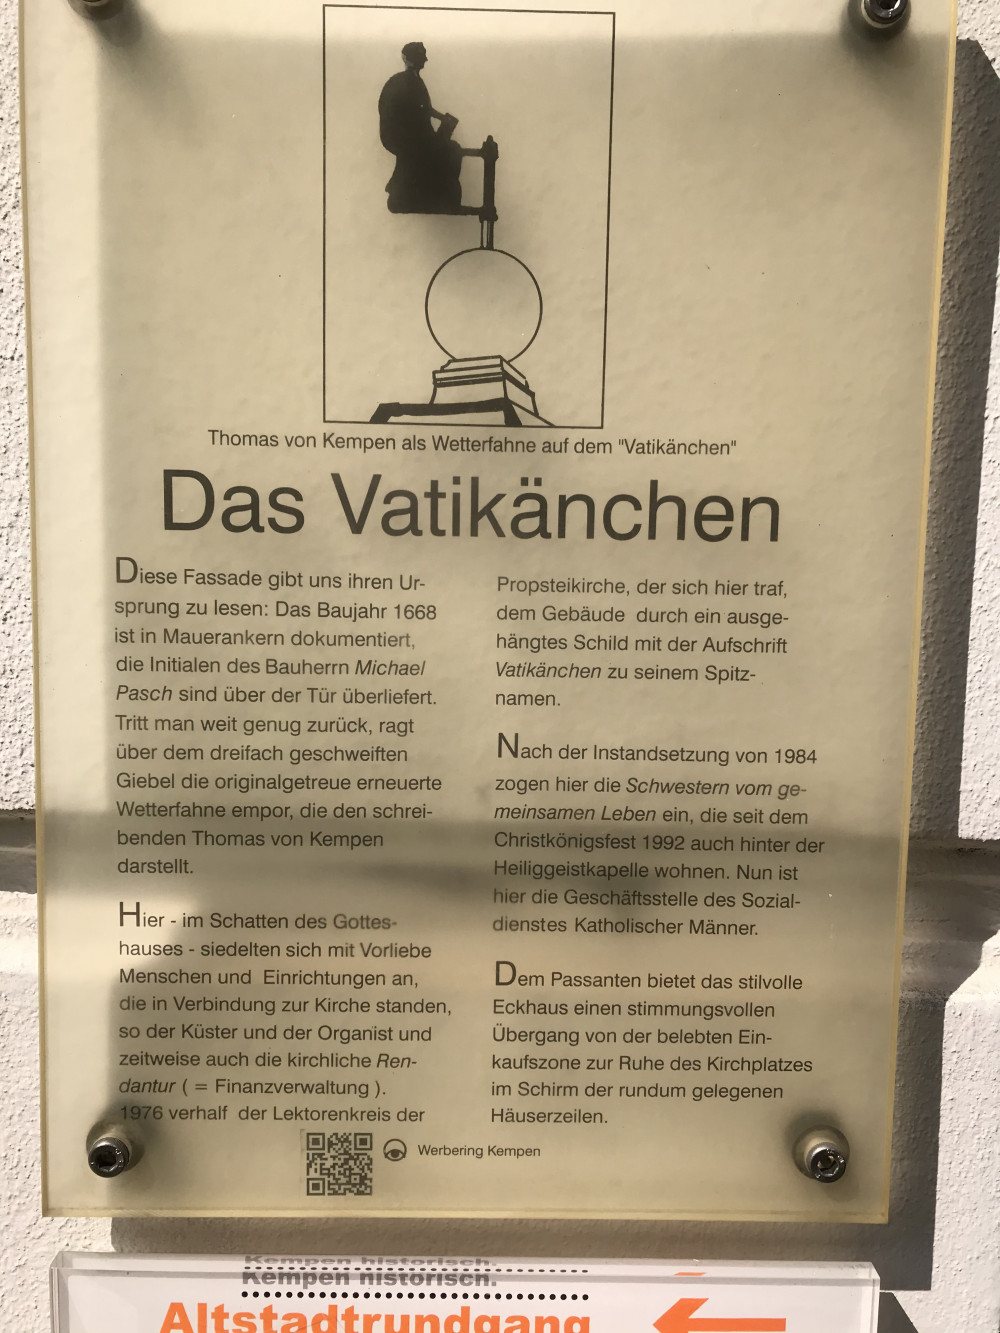 Thomas von Kempen als Wetterfahne auf dem "Vatikänchen"
Das Vatikänchen
Diese Fassade gibt uns ihren Ur-
sprung zu lesen: Das Baujahr 1668
ist in Mauerankern dokumentiert,
die Initialen des Bauherrn Michael
Pasch sind über der Tür überliefert.
Tritt man weit genug zurück, ragt
über dem dreifach geschweiften
Giebel die originalgetreue erneuerte
Wetterfahne empor, die den schrei-
benden Thomas von Kempen
darstellt.
Hier - im Schatten des Gottes-
hauses - siedelten sich mit Vorliebe
Menschen und Einrichtungen an,
die in Verbindung zur Kirche standen,
so der Küster und der Organist und
zeitweise auch die kirchliche Ren-
dantur ( = Finanzverwaltung ).
1976 verhalf der Lektorenkreis der
Propsteikirche, der sich hier traf,
dem Gebäude durch ein ausge-
hängtes Schild mit der Aufschrift
Vatikänchen zu seinem Spitz-
namen.
Nach der Instandsetzung von 1984
zogen hier die Schwestern vom ge-
meinsamen Leben ein, die seit dem
Christkönigsfest 1992 auch hinter der
Heiliggeistkapelle wohnen. Nun ist
hier die Geschäftsstelle des Sozial-
dienstes Katholischer Männer.
Dem Passanten bietet das stilvolle
Eckhaus einen stimmungsvollen
Übergang von der belebten Ein-
kaufszone zur Ruhe des Kirchplatzes
im Schirm der rundum gelegenen
Häuserzeilen.
Werbering Kempen
Kempen historisch.
Altstadtrundgang